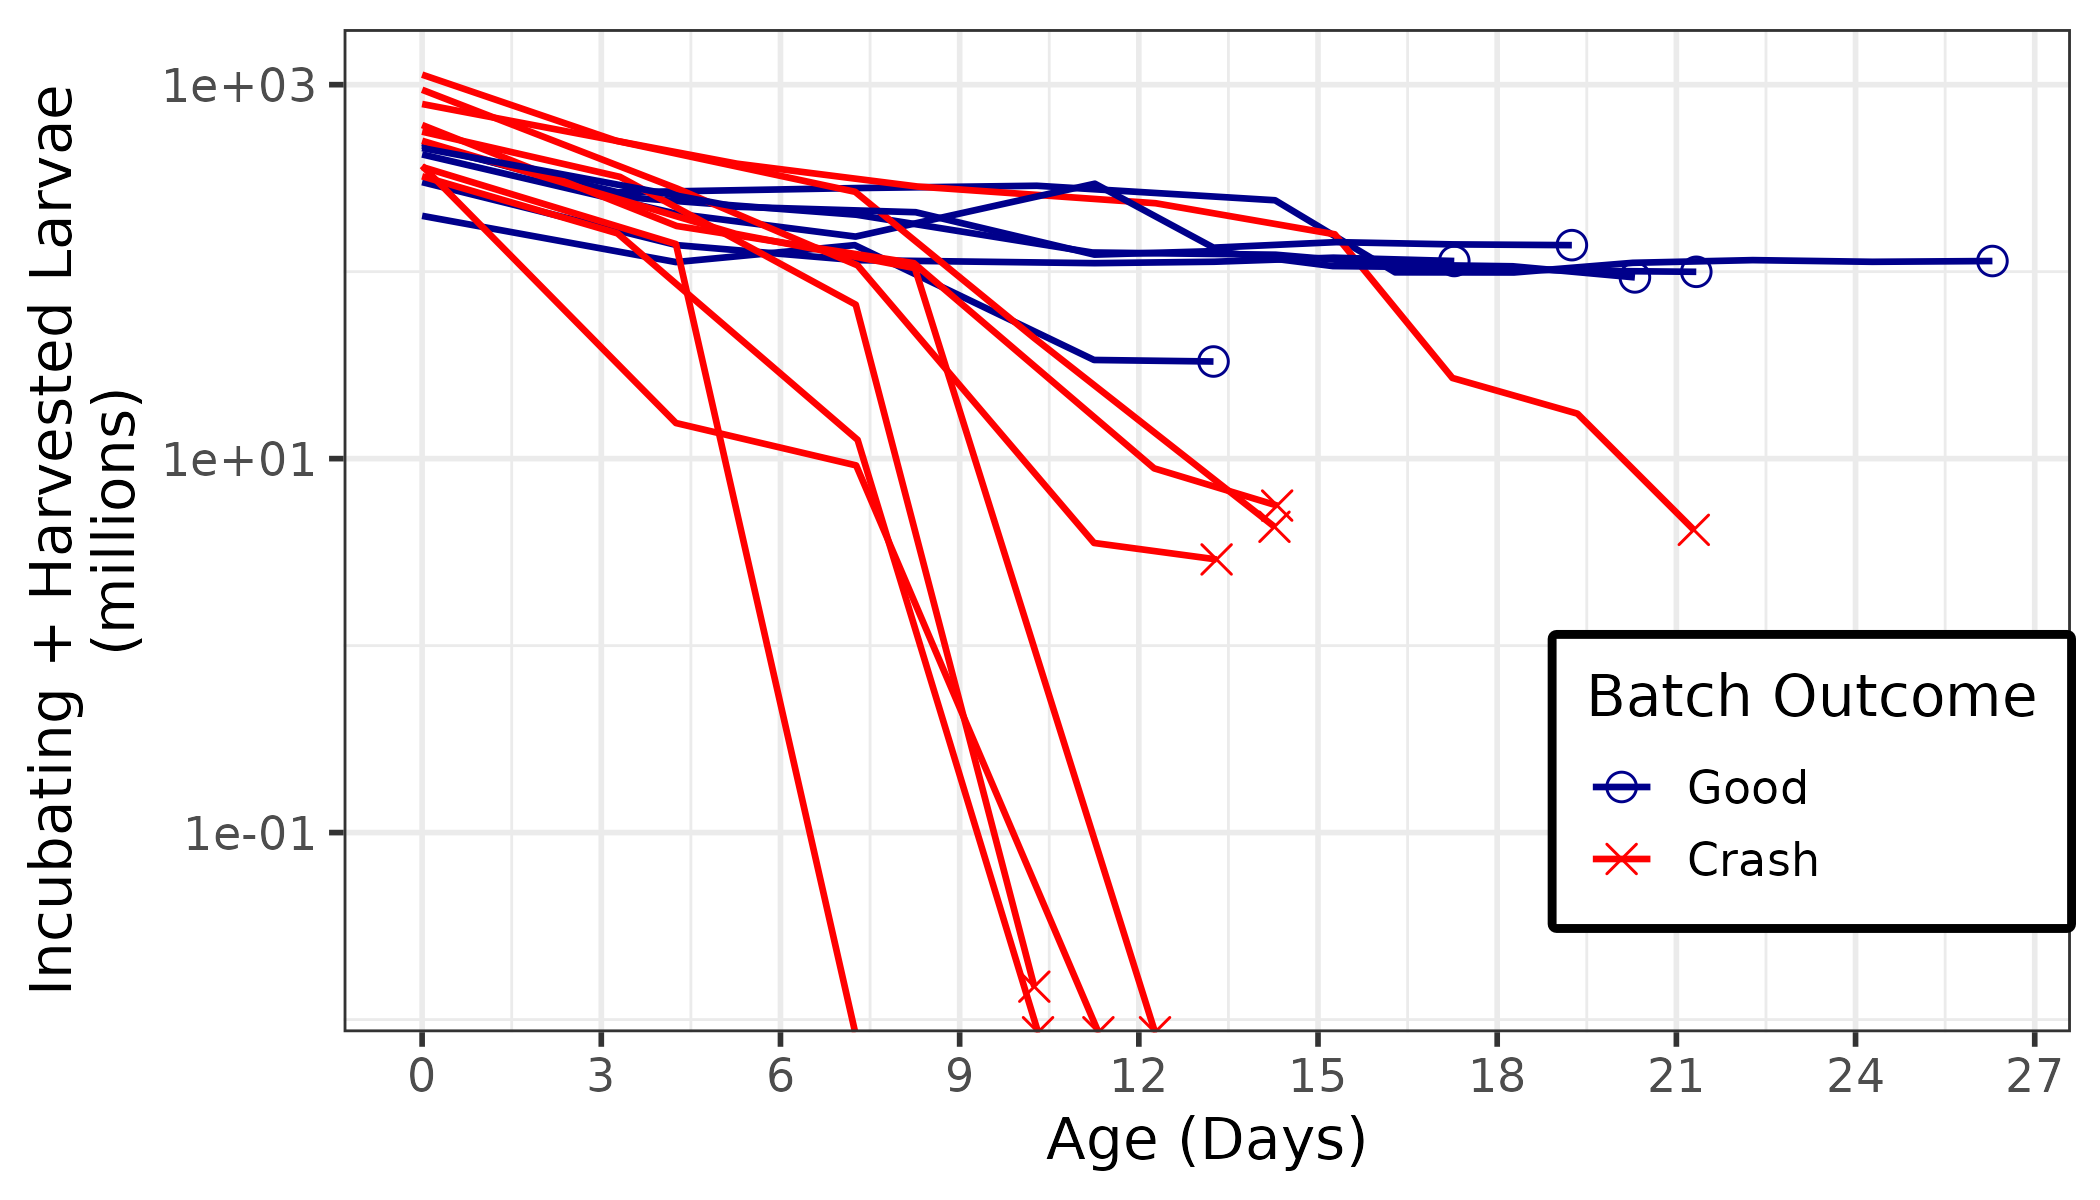 Incubating + Harvested Larvae
(millions)
1e+03
1e+01
1e-01
0 3 6 9 12 15 18 21 24 27
Age (Days)
Batch Outcome
Good
Crash